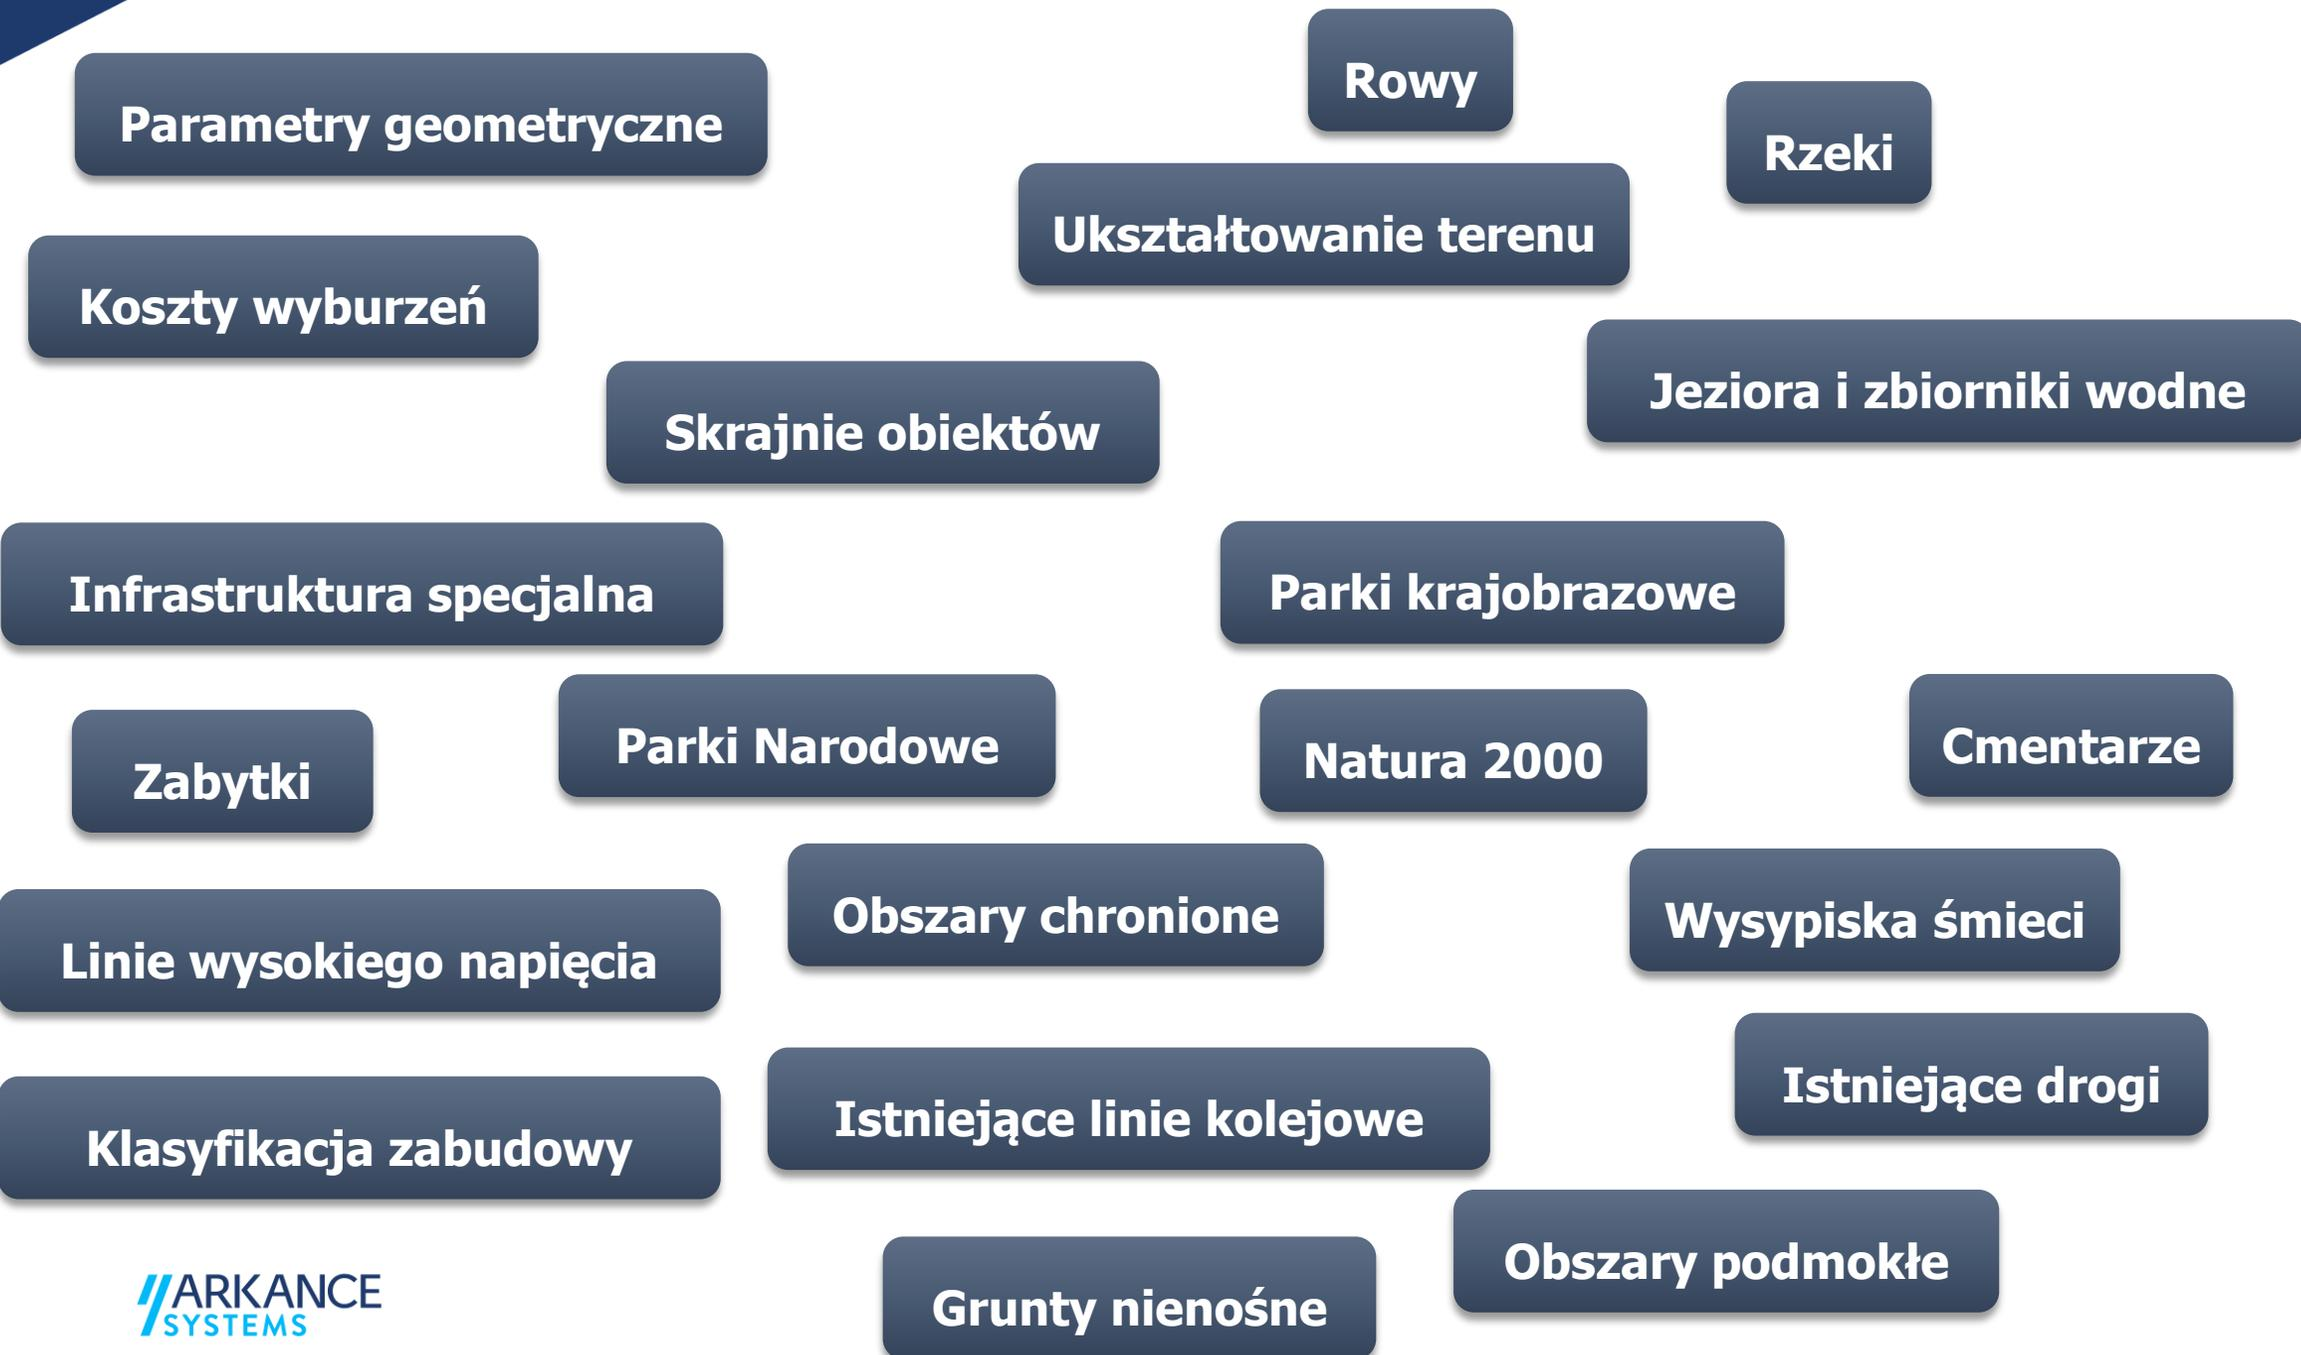 Rowy
Parametry geometryczne
Rzeki
Ukształtowanie terenu
Koszty wyburzeń
Jeziora i zbiorniki wodne
Skrajnie obiektów
Infrastruktura specjalna
Parki krajobrazowe
Parki Narodowe
Natura 2000
Cmentarze
Zabytki
Obszary chronione
Wysypiska śmieci
Linie wysokiego napięcia
Istniejące drogi
Istniejące linie kolejowe
Klasyfikacja zabudowy
Obszary podmokłe
Grunty nienośne
ARKANCE
SYSTEMS